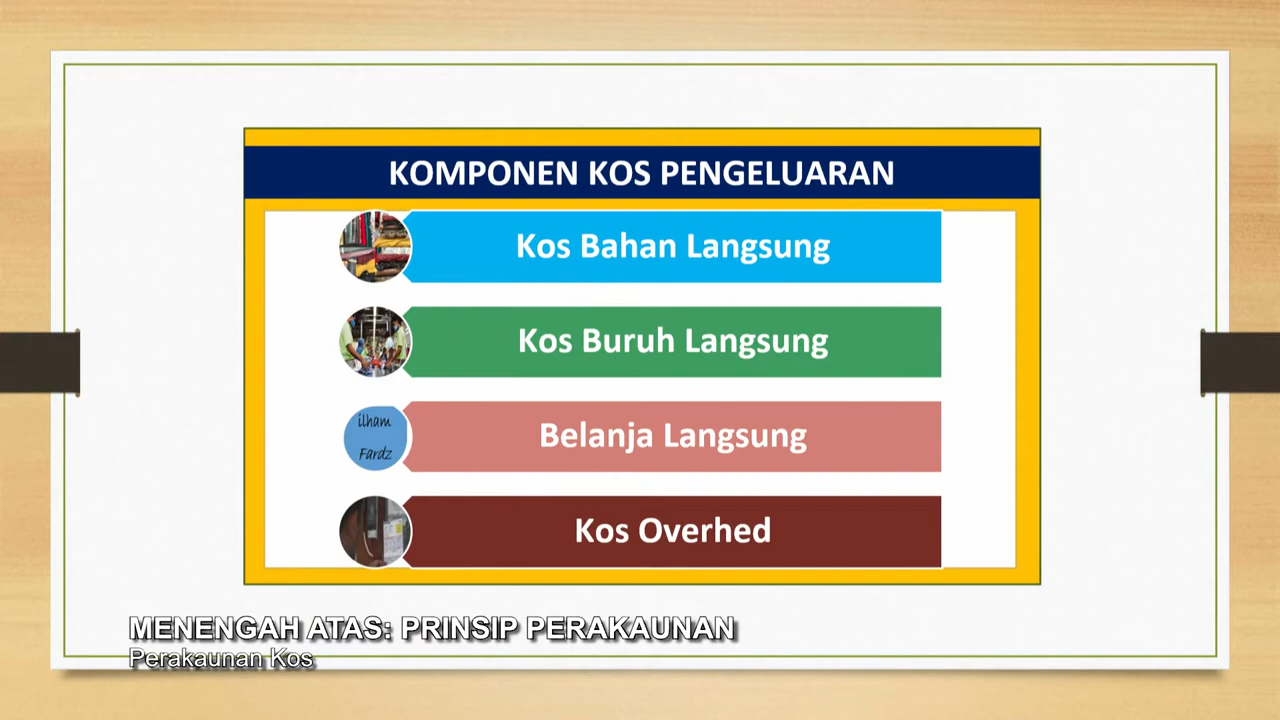 KOMPONEN KOS PENGELUARAN
Kos Bahan Langsung
Kos Buruh Langsung
ilham
Fardz
Belanja Langsung
Kos Overhed
MENENGAH ATAS: PRINSIP PERAKAUNAN
Perakaunan Kos